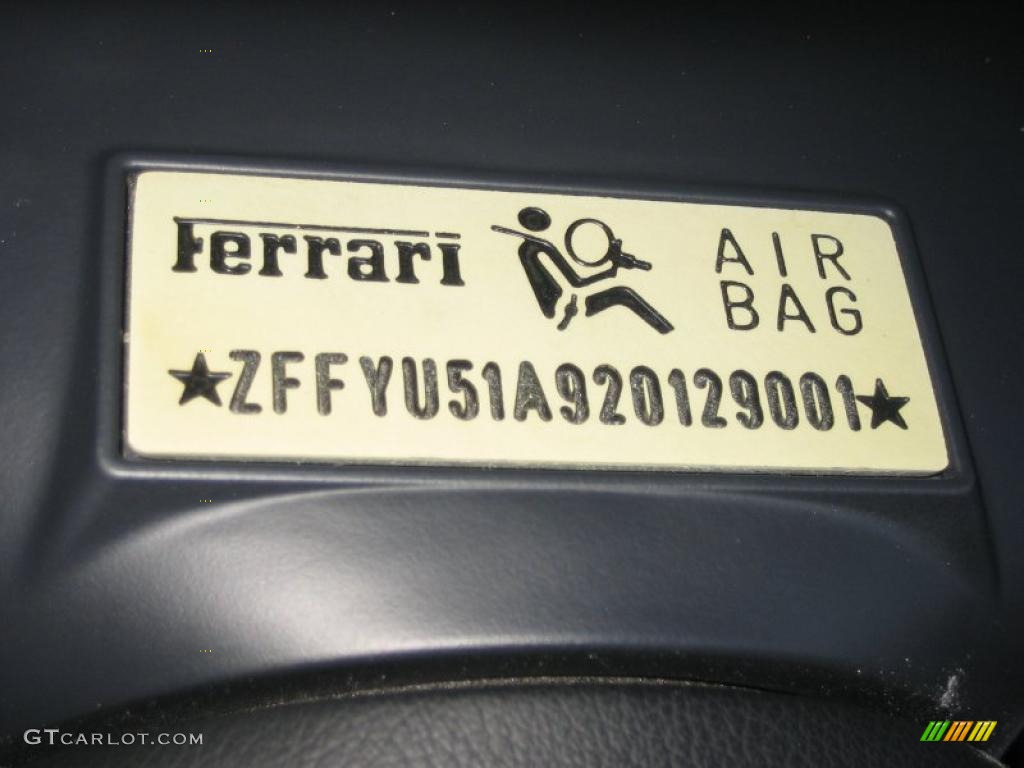 Ferrari
AIR
BAG
★ZFFYU51A920129001★
GTCARLOT.COM